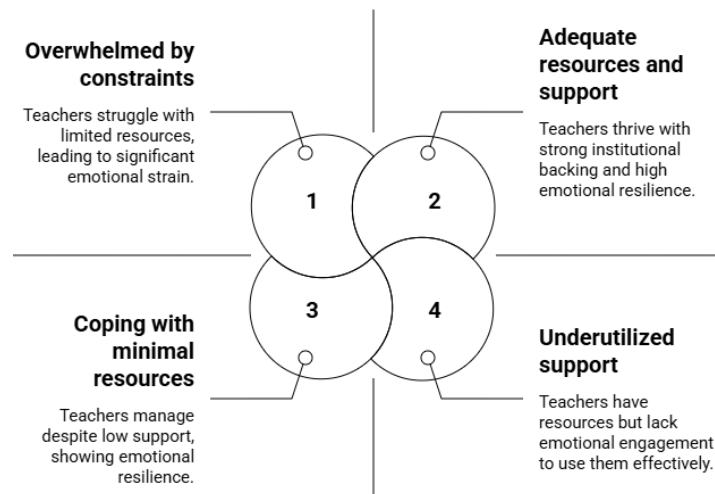 Overwhelmed by
constraints
Teachers struggle with
limited resources,
leading to significant
emotional strain.
Adequate
resources and
support
Teachers thrive with
strong institutional
backing and high
emotional resilience.
1
2
3
4
Coping with
minimal
resources
Teachers manage
despite low support,
showing emotional
resilience.
Underutilized
support
Teachers have
resources but lack
emotional engagement
to use them effectively.